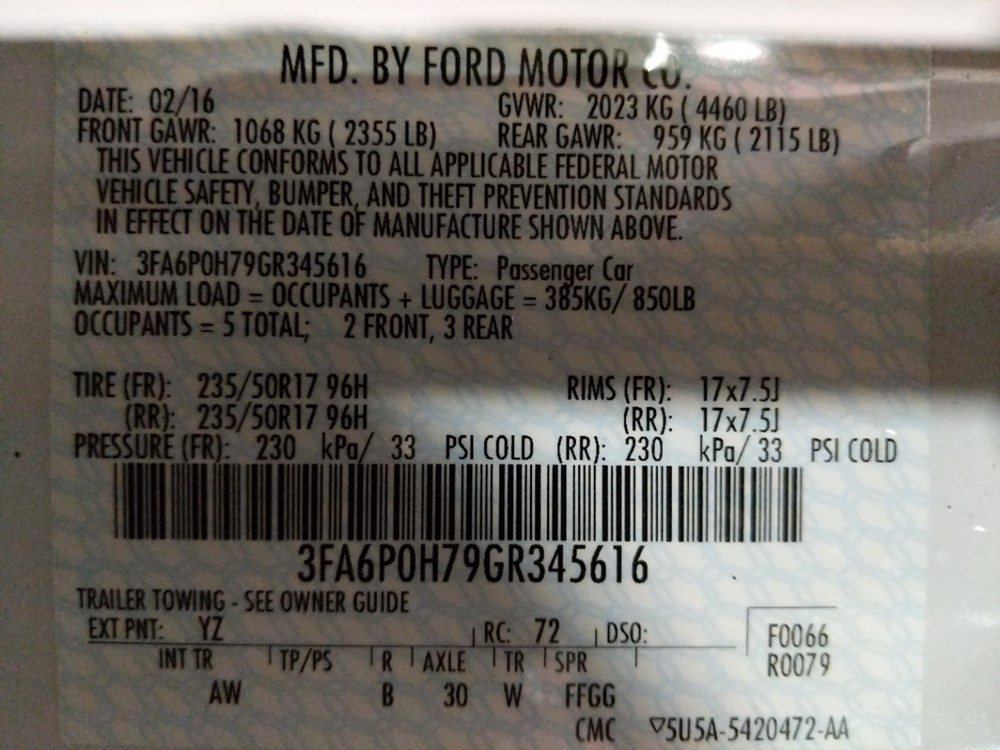 MFD. BY FORD MOTOR CO.
DATE: 02/16 GVWR: 2023 KG ( 4460 LB)
FRONT GAWR: 1068 KG ( 2355 LB) REAR GAWR: 959 KG ( 2115 LB)
THIS VEHICLE CONFORMS TO ALL APPLICABLE FEDERAL MOTOR
VEHICLE SAFETY, BUMPER, AND THEFT PREVENTION STANDARDS
IN EFFECT ON THE DATE OF MANUFACTURE SHOWN ABOVE.
VIN: 3FA6P0H79GR345616 TYPE: Passenger Car
MAXIMUM LOAD = OCCUPANTS + LUGGAGE = 385KG/ 850LB
OCCUPANTS = 5 TOTAL; 2 FRONT, 3 REAR
TIRE (FR): 235/50R17 96H RIMS (FR): 17x7.5J
(RR): 235/50R17 96H (RR): 17x7.5J
PRESSURE (FR): 230 kPa/ 33 PSI COLD (RR): 230 kPa/ 33 PSI COLD
3FA6P0H79GR345616
TRAILER TOWING - SEE OWNER GUIDE
EXT PNT: YZ RC: 72 DSO: F0066
INT TR TP/PS R AXLE TR SPR R0079
AW B 30 W FFGG
CMC ▽5U5A-5420472-AA